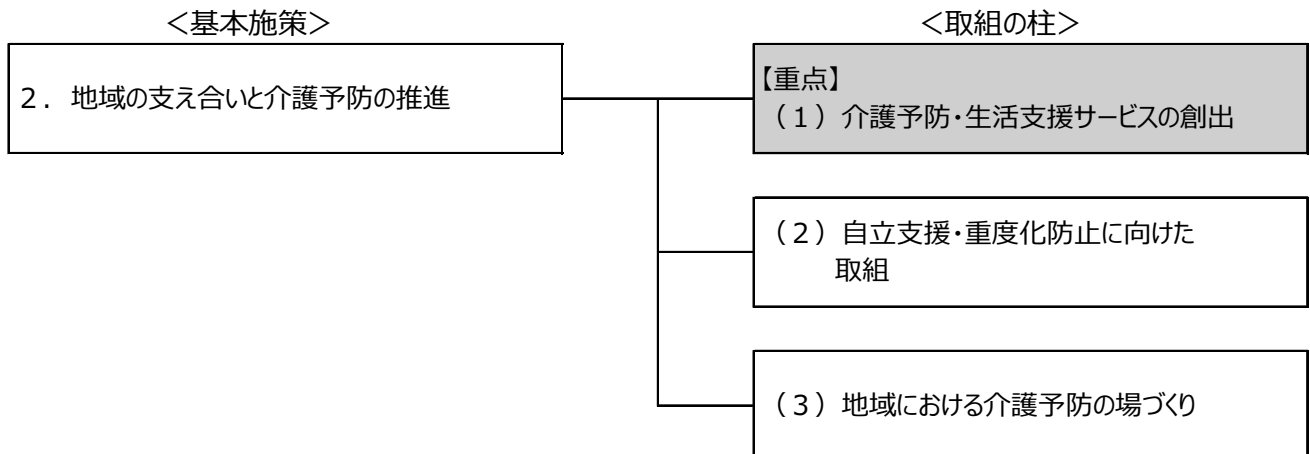 ＜基本施策＞
＜取組の柱＞
２．地域の支え合いと介護予防の推進
【重点】
（１）介護予防・生活支援サービスの創出
（２）自立支援・重度化防止に向けた
取組
（３）地域における介護予防の場づくり